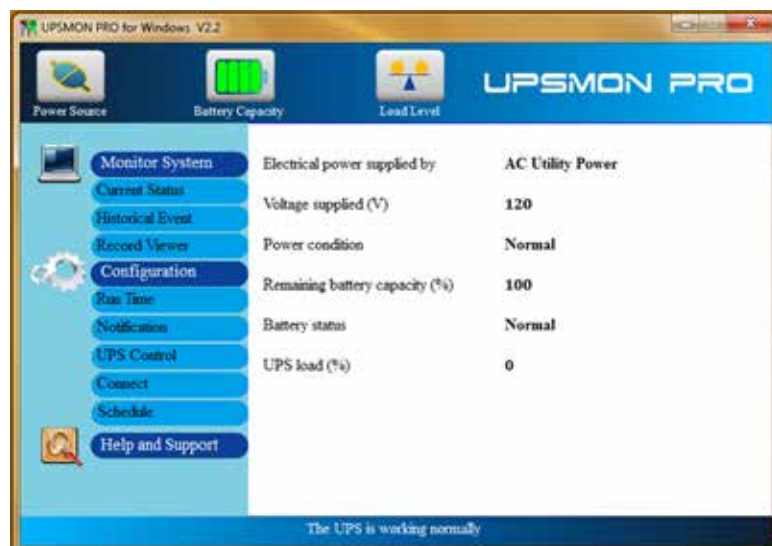 UPSMON PRO for Windows V2.2
Power Source
Battery Capacity
Load Level
UPSMON PRO
Monitor System
Current Status
Historical Event
Record Viewer
Configuration
Run Time
Notification
UPS Control
Connect
Schedule
Help and Support
Electrical power supplied by AC Utility Power
Voltage supplied (V) 120
Power condition Normal
Remaining battery capacity (%) 100
Battery status Normal
UPS load (%) 0
The UPS is working normally